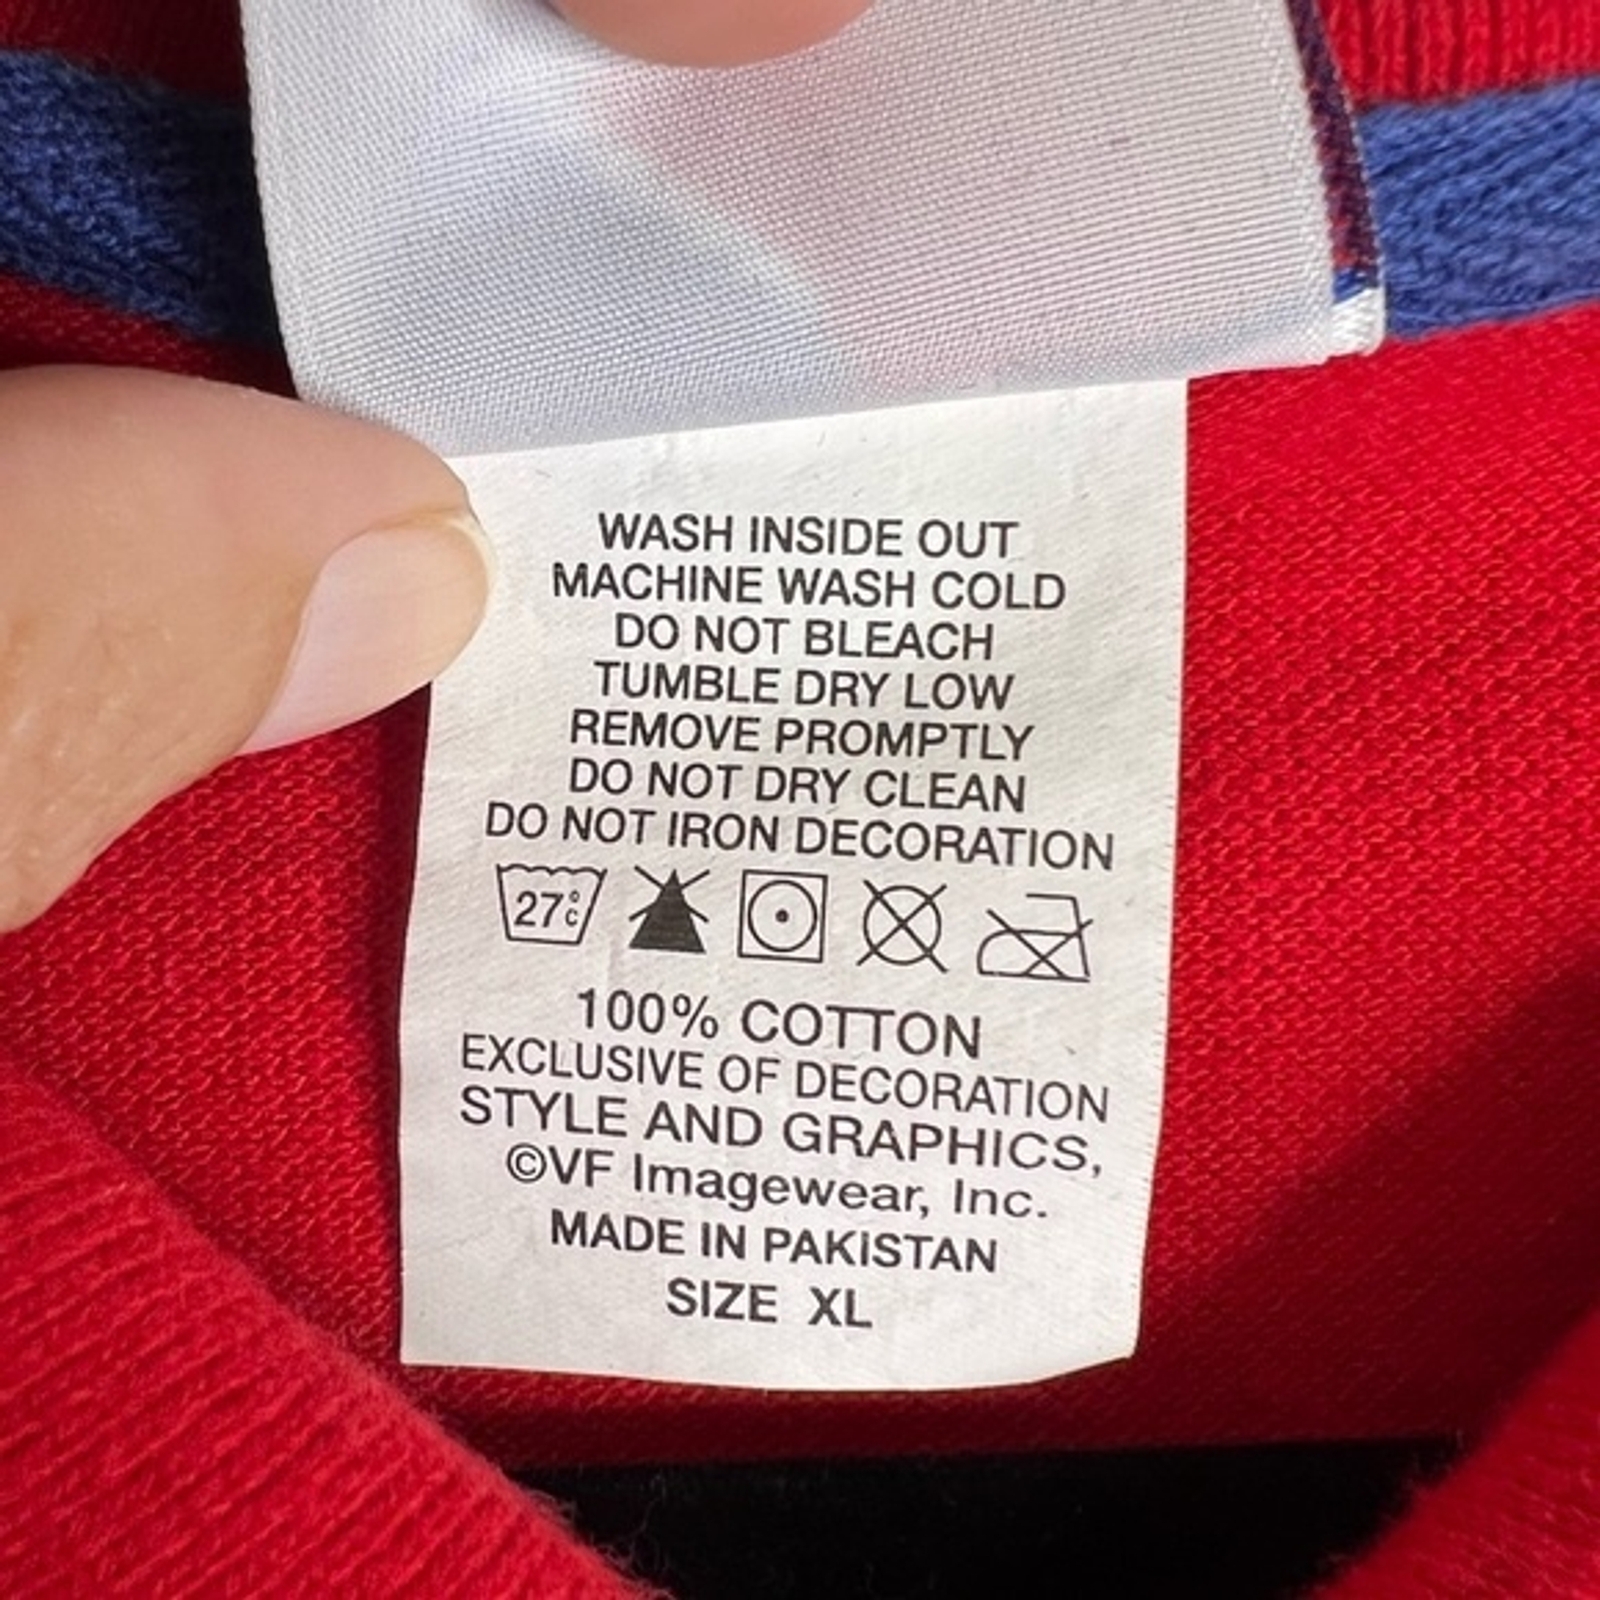 WASH INSIDE OUT
MACHINE WASH COLD
DO NOT BLEACH
TUMBLE DRY LOW
REMOVE PROMPTLY
DO NOT DRY CLEAN
DO NOT IRON DECORATION
27°C
100% COTTON
EXCLUSIVE OF DECORATION
STYLE AND GRAPHICS,
©VF Imagewear, Inc.
MADE IN PAKISTAN
SIZE XL